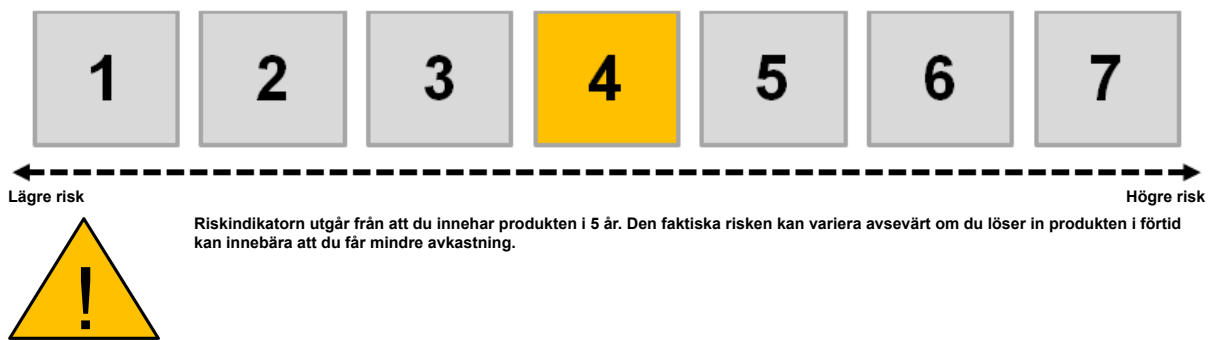 1 2 3 4 5 6 7
Lägre risk Högre risk
Riskindikatorn utgår från att du innehar produkten i 5 år. Den faktiska risken kan variera avsevärt om du löser in produkten i förtid
kan innebära att du får mindre avkastning.
!